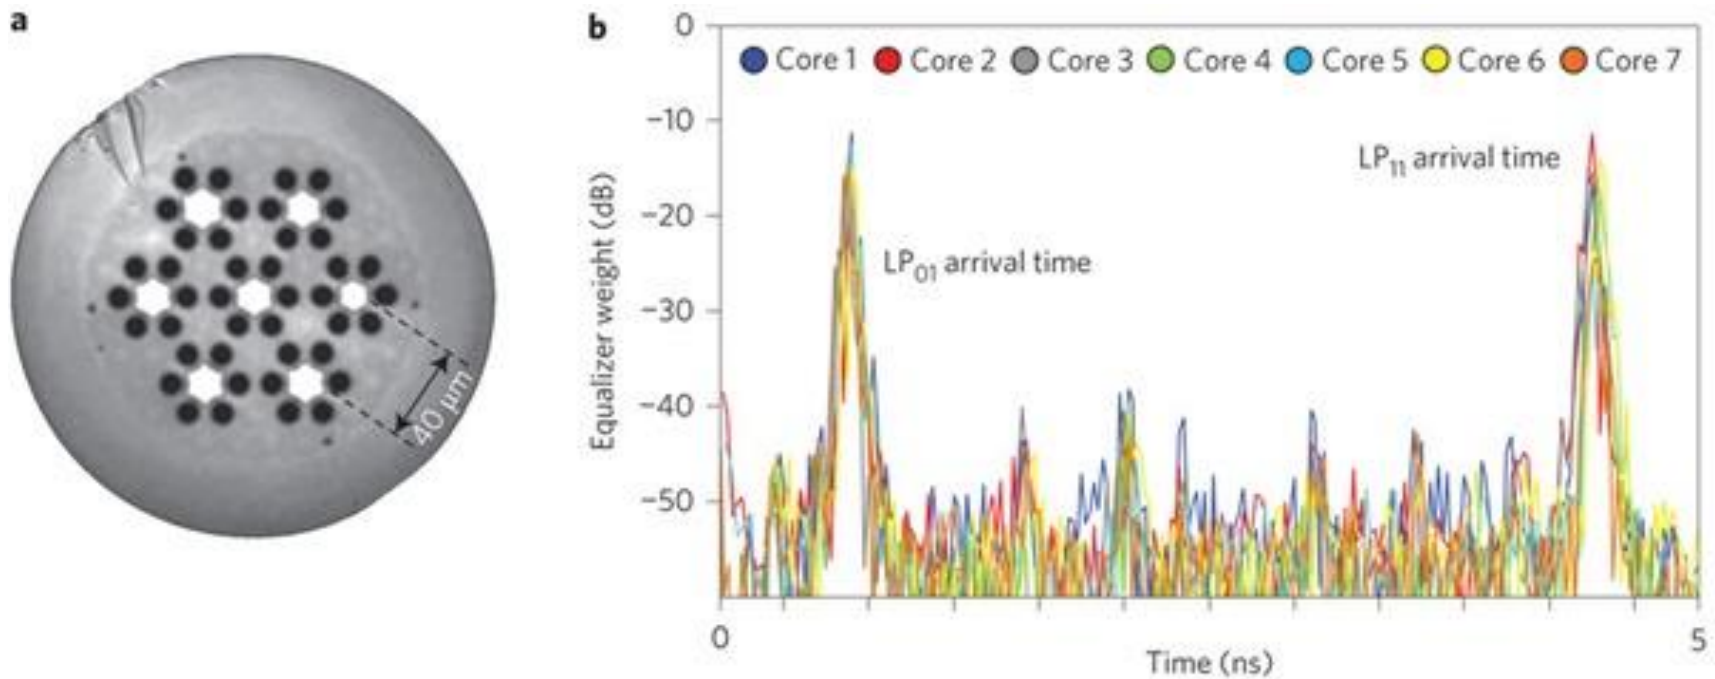 a
40 μm
b
Core 1 Core 2 Core 3 Core 4 Core 5 Core 6 Core 7
0
−10
−20
−30
−40
−50
Equalizer weight (dB)
LP01 arrival time
LP11 arrival time
0
5
Time (ns)